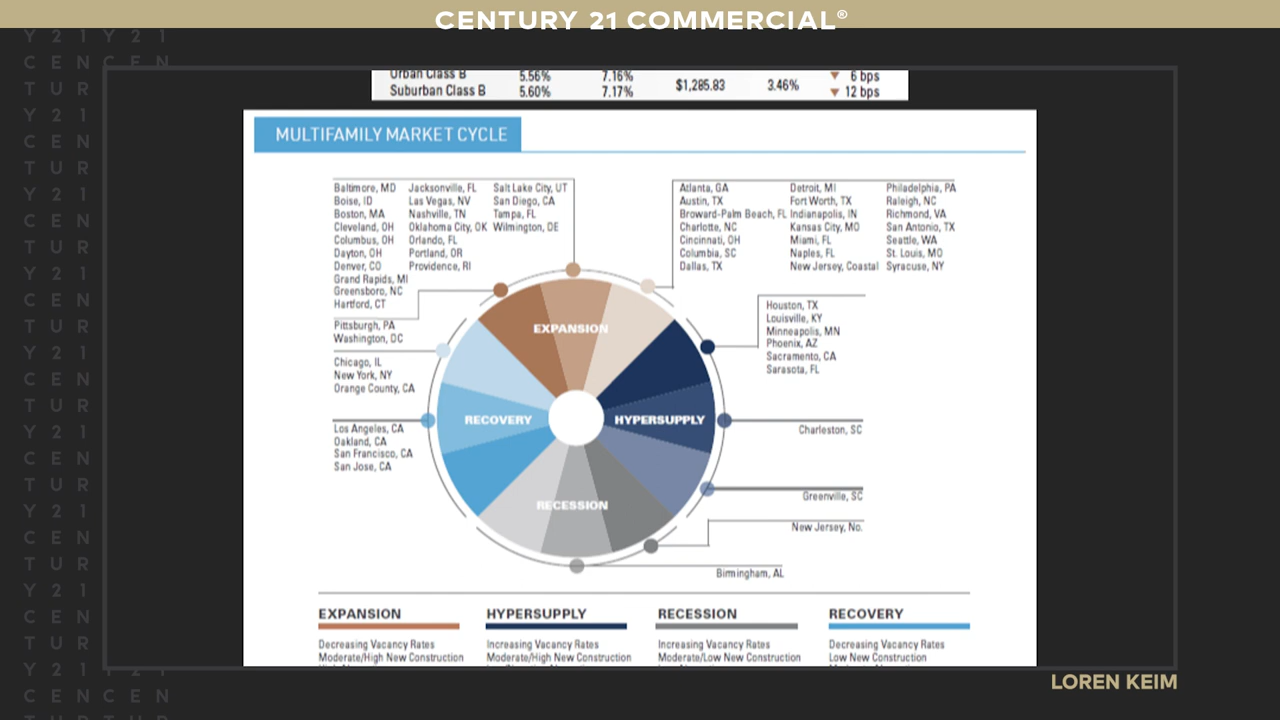 CENTURY 21 COMMERCIAL®
Urban Class B 5.56% 7.16% 6 bps
Suburban Class B 5.60% 7.17% $1,285.83 3.46% 12 bps
MULTIFAMILY MARKET CYCLE
Baltimore, MD Jacksonville, FL Salt Lake City, UT
Boise, ID Las Vegas, NV San Diego, CA
Boston, MA Nashville, TN Tampa, FL
Cleveland, OH Oklahoma City, OK Wilmington, DE
Columbus, OH Orlando, FL
Dayton, OH Portland, OR
Denver, CO Providence, RI
Grand Rapids, MI
Greensboro, NC
Hartford, CT
Pittsburgh, PA
Washington, DC
Chicago, IL
New York, NY
Orange County, CA
Los Angeles, CA
Oakland, CA
San Francisco, CA
San Jose, CA
Atlanta, GA Detroit, MI Philadelphia, PA
Austin, TX Fort Worth, TX Raleigh, NC
Broward-Palm Beach, FL Indianapolis, IN Richmond, VA
Charlotte, NC Kansas City, MO San Antonio, TX
Cincinnati, OH Miami, FL Seattle, WA
Columbia, SC Naples, FL St. Louis, MO
Dallas, TX New Jersey, Coastal Syracuse, NY
Houston, TX
Louisville, KY
Minneapolis, MN
Phoenix, AZ
Sacramento, CA
Sarasota, FL
Charleston, SC
Greenville, SC
New Jersey, No.
Birmingham, AL
EXPANSION
RECOVERY
HYPERSUPPLY
RECESSION
EXPANSION HYPERSUPPLY RECESSION RECOVERY
Decreasing Vacancy Rates Increasing Vacancy Rates Increasing Vacancy Rates Decreasing Vacancy Rates
Moderate/High New Construction Moderate/High New Construction Moderate/Low New Construction Low New Construction
LOREN KEIM